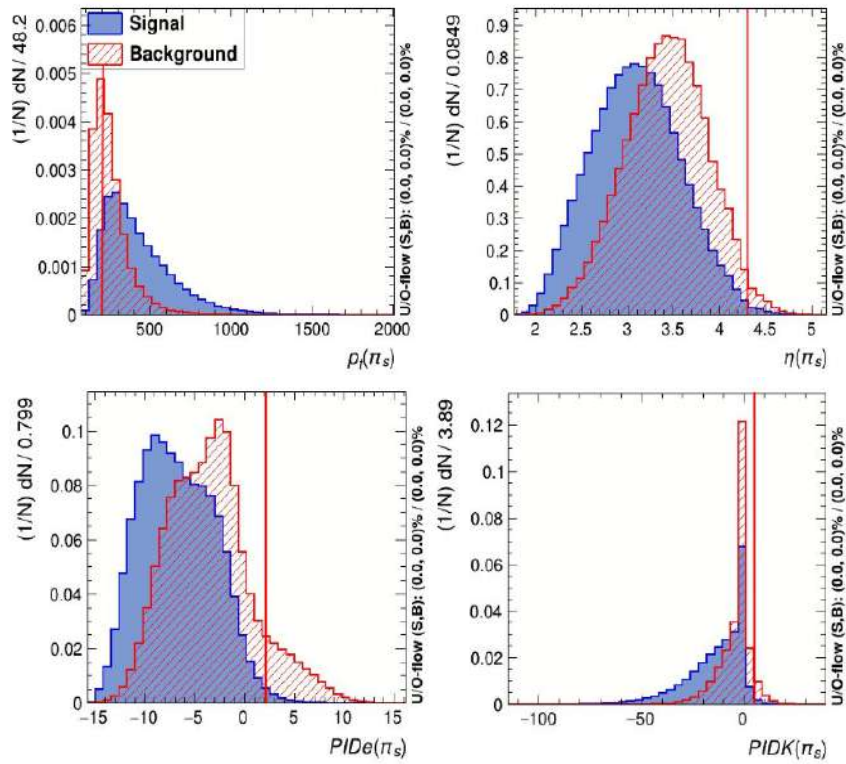 (1/N) dN / 48.2
0.006
0.005
0.004
0.003
0.002
0.001
0
Signal
Background
500 1000 1500 2000
pₜ(πₛ)
U/O-flow (S,B): (0.0, 0.0)% / (0.0, 0.0)%
(1/N) dN / 0.0849
0.9
0.8
0.7
0.6
0.5
0.4
0.3
0.2
0.1
0
2 2.5 3 3.5 4 4.5 5
η(πₛ)
U/O-flow (S,B): (0.0, 0.0)% / (0.0, 0.0)%
(1/N) dN / 0.799
0.1
0.08
0.06
0.04
0.02
0
-15 -10 -5 0 5 10 15
PIDe(πₛ)
U/O-flow (S,B): (0.0, 0.0)% / (0.0, 0.0)%
(1/N) dN / 3.89
0.12
0.1
0.08
0.06
0.04
0.02
0
-100 -50 0
PIDK(πₛ)
U/O-flow (S,B): (0.0, 0.0)% / (0.0, 0.0)%